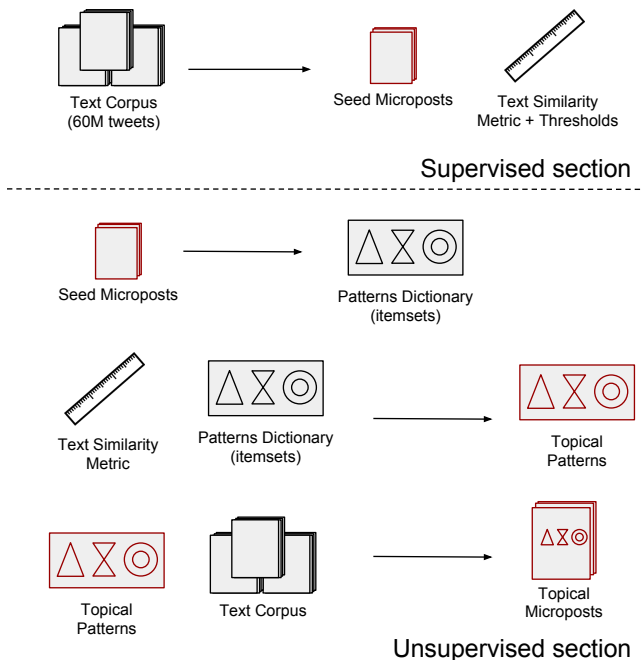 Text Corpus
(60M tweets)
Seed Microposts
Text Similarity
Metric + Thresholds
Supervised section
Seed Microposts
Patterns Dictionary
(itemsets)
Text Similarity
Metric
Patterns Dictionary
(itemsets)
Topical
Patterns
Topical
Patterns
Text Corpus
Topical
Microposts
Unsupervised section